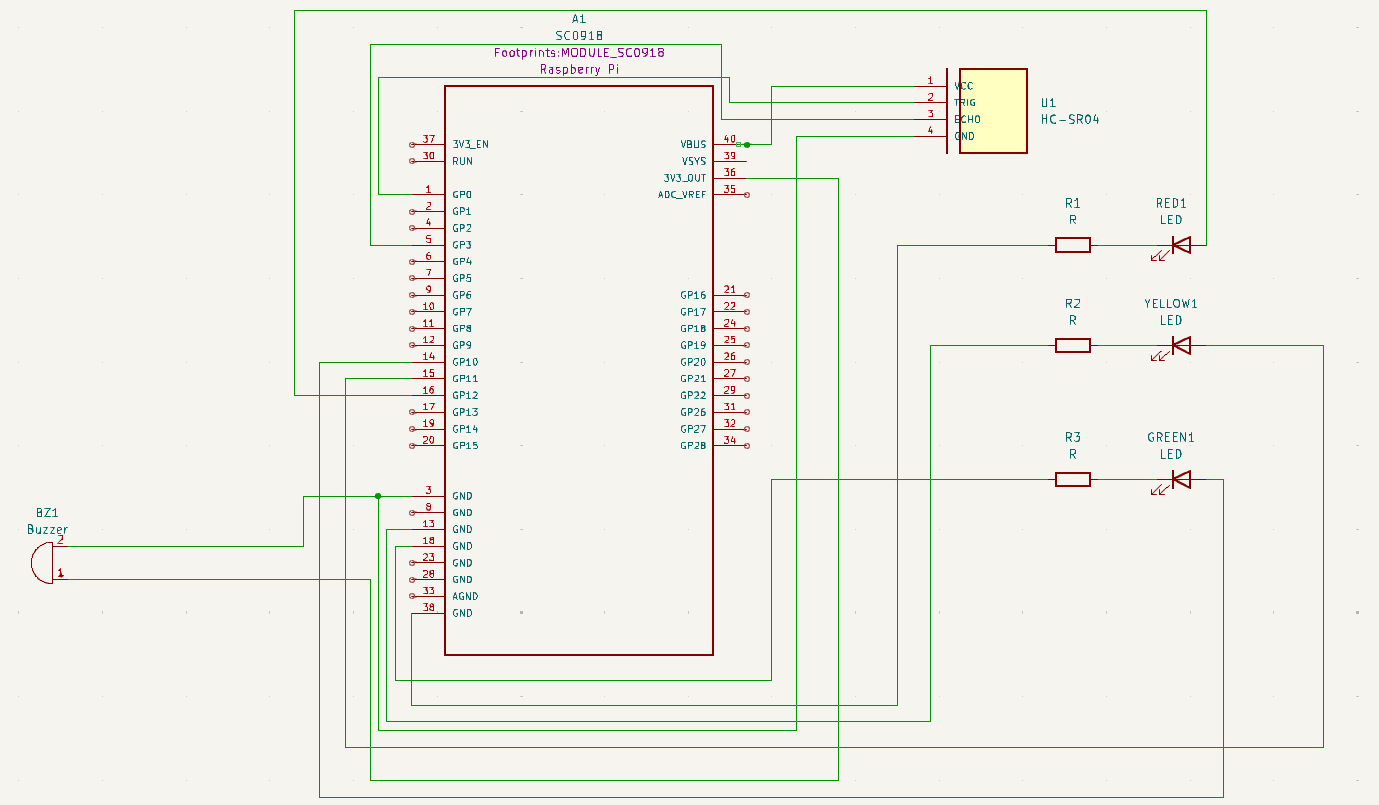 A1
SC0918
Footprints:MODULE_SC0918
Raspberry Pi
37 3V3_EN
30 RUN
1 GP0
2 GP1
4 GP2
5 GP3
6 GP4
7 GP5
9 GP6
10 GP7
11 GP8
12 GP9
14 GP10
15 GP11
16 GP12
17 GP13
19 GP14
20 GP15
3 GND
8 GND
13 GND
18 GND
23 GND
28 GND
33 AGND
38 GND
VBUS 40
VSYS 39
3V3_OUT 36
ADC_VREF 35
GP16 21
GP17 22
GP18 24
GP19 25
GP20 26
GP21 27
GP22 29
GP26 31
GP27 32
GP28 34
1 VCC
2 TRIG
3 ECHO
4 GND
U1
HC-SR04
R1
R
RED1
LED
R2
R
YELLOW1
LED
R3
R
GREEN1
LED
BZ1
Buzzer
2
1